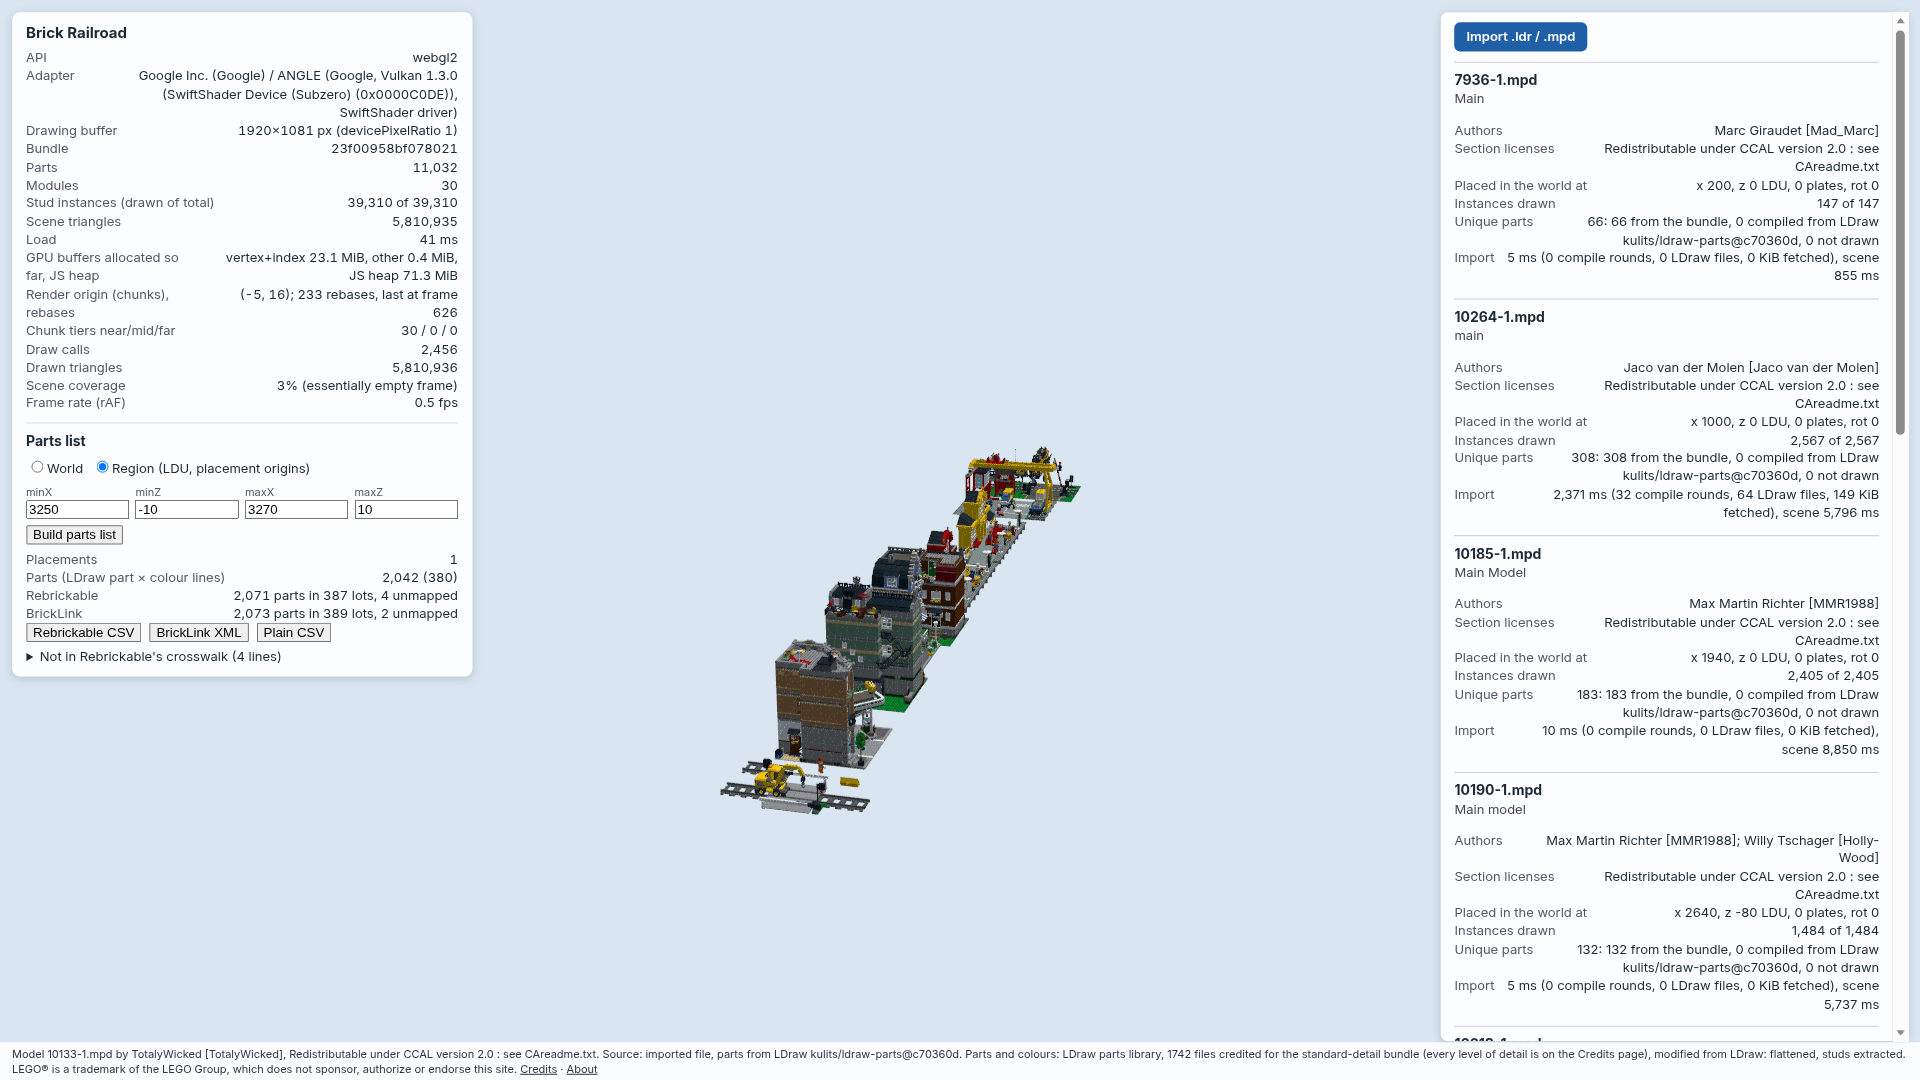 Brick Railroad
API webgl2
Adapter Google Inc. (Google) / ANGLE (Google, Vulkan 1.3.0
(SwiftShader Device (Subzero) (0x0000C0DE)),
SwiftShader driver)
Drawing buffer 1920×1081 px (devicePixelRatio 1)
Bundle 23f00958bf078021
Parts 11,032
Modules 30
Stud instances (drawn of total) 39,310 of 39,310
Scene triangles 5,810,935
Load 41 ms
GPU buffers allocated so vertex+index 23.1 MiB, other 0.4 MiB,
far, JS heap JS heap 71.3 MiB
Render origin (chunks), (-5, 16); 233 rebases, last at frame
rebases 626
Chunk tiers near/mid/far 30 / 0 / 0
Draw calls 2,456
Drawn triangles 5,810,936
Scene coverage 3% (essentially empty frame)
Frame rate (rAF) 0.5 fps
Parts list
World Region (LDU, placement origins)
minX minZ maxX maxZ
3250 -10 3270 10
Build parts list
Placements 1
Parts (LDraw part × colour lines) 2,042 (380)
Rebrickable 2,071 parts in 387 lots, 4 unmapped
BrickLink 2,073 parts in 389 lots, 2 unmapped
Rebrickable CSV BrickLink XML Plain CSV
▶ Not in Rebrickable's crosswalk (4 lines)
Import .ldr / .mpd
7936-1.mpd
Main
Authors Marc Giraudet [Mad_Marc]
Section licenses Redistributable under CCAL version 2.0 : see
CAreadme.txt
Placed in the world at x 200, z 0 LDU, 0 plates, rot 0
Instances drawn 147 of 147
Unique parts 66: 66 from the bundle, 0 compiled from LDraw
kulits/ldraw-parts@c70360d, 0 not drawn
Import 5 ms (0 compile rounds, 0 LDraw files, 0 KiB fetched), scene
855 ms
10264-1.mpd
main
Authors Jaco van der Molen [Jaco van der Molen]
Section licenses Redistributable under CCAL version 2.0 : see
CAreadme.txt
Placed in the world at x 1000, z 0 LDU, 0 plates, rot 0
Instances drawn 2,567 of 2,567
Unique parts 308: 308 from the bundle, 0 compiled from LDraw
kulits/ldraw-parts@c70360d, 0 not drawn
Import 2,371 ms (32 compile rounds, 64 LDraw files, 149 KiB
fetched), scene 5,796 ms
10185-1.mpd
Main Model
Authors Max Martin Richter [MMR1988]
Section licenses Redistributable under CCAL version 2.0 : see
CAreadme.txt
Placed in the world at x 1940, z 0 LDU, 0 plates, rot 0
Instances drawn 2,405 of 2,405
Unique parts 183: 183 from the bundle, 0 compiled from LDraw
kulits/ldraw-parts@c70360d, 0 not drawn
Import 10 ms (0 compile rounds, 0 LDraw files, 0 KiB fetched),
scene 8,850 ms
10190-1.mpd
Main model
Authors Max Martin Richter [MMR1988]; Willy Tschager [Holly-
Wood]
Section licenses Redistributable under CCAL version 2.0 : see
CAreadme.txt
Placed in the world at x 2640, z -80 LDU, 0 plates, rot 0
Instances drawn 1,484 of 1,484
Unique parts 132: 132 from the bundle, 0 compiled from LDraw
kulits/ldraw-parts@c70360d, 0 not drawn
Import 5 ms (0 compile rounds, 0 LDraw files, 0 KiB fetched), scene
5,737 ms
Model 10133-1.mpd by TotalyWicked [TotalyWicked], Redistributable under CCAL version 2.0 : see CAreadme.txt. Source: imported file, parts from LDraw kulits/ldraw-parts@c70360d. Parts and colours: LDraw parts library, 1742 files credited for the standard-detail bundle (every level of detail is on the Credits page), modified from LDraw: flattened, studs extracted.
LEGO® is a trademark of the LEGO Group, which does not sponsor, authorize or endorse this site. Credits · About